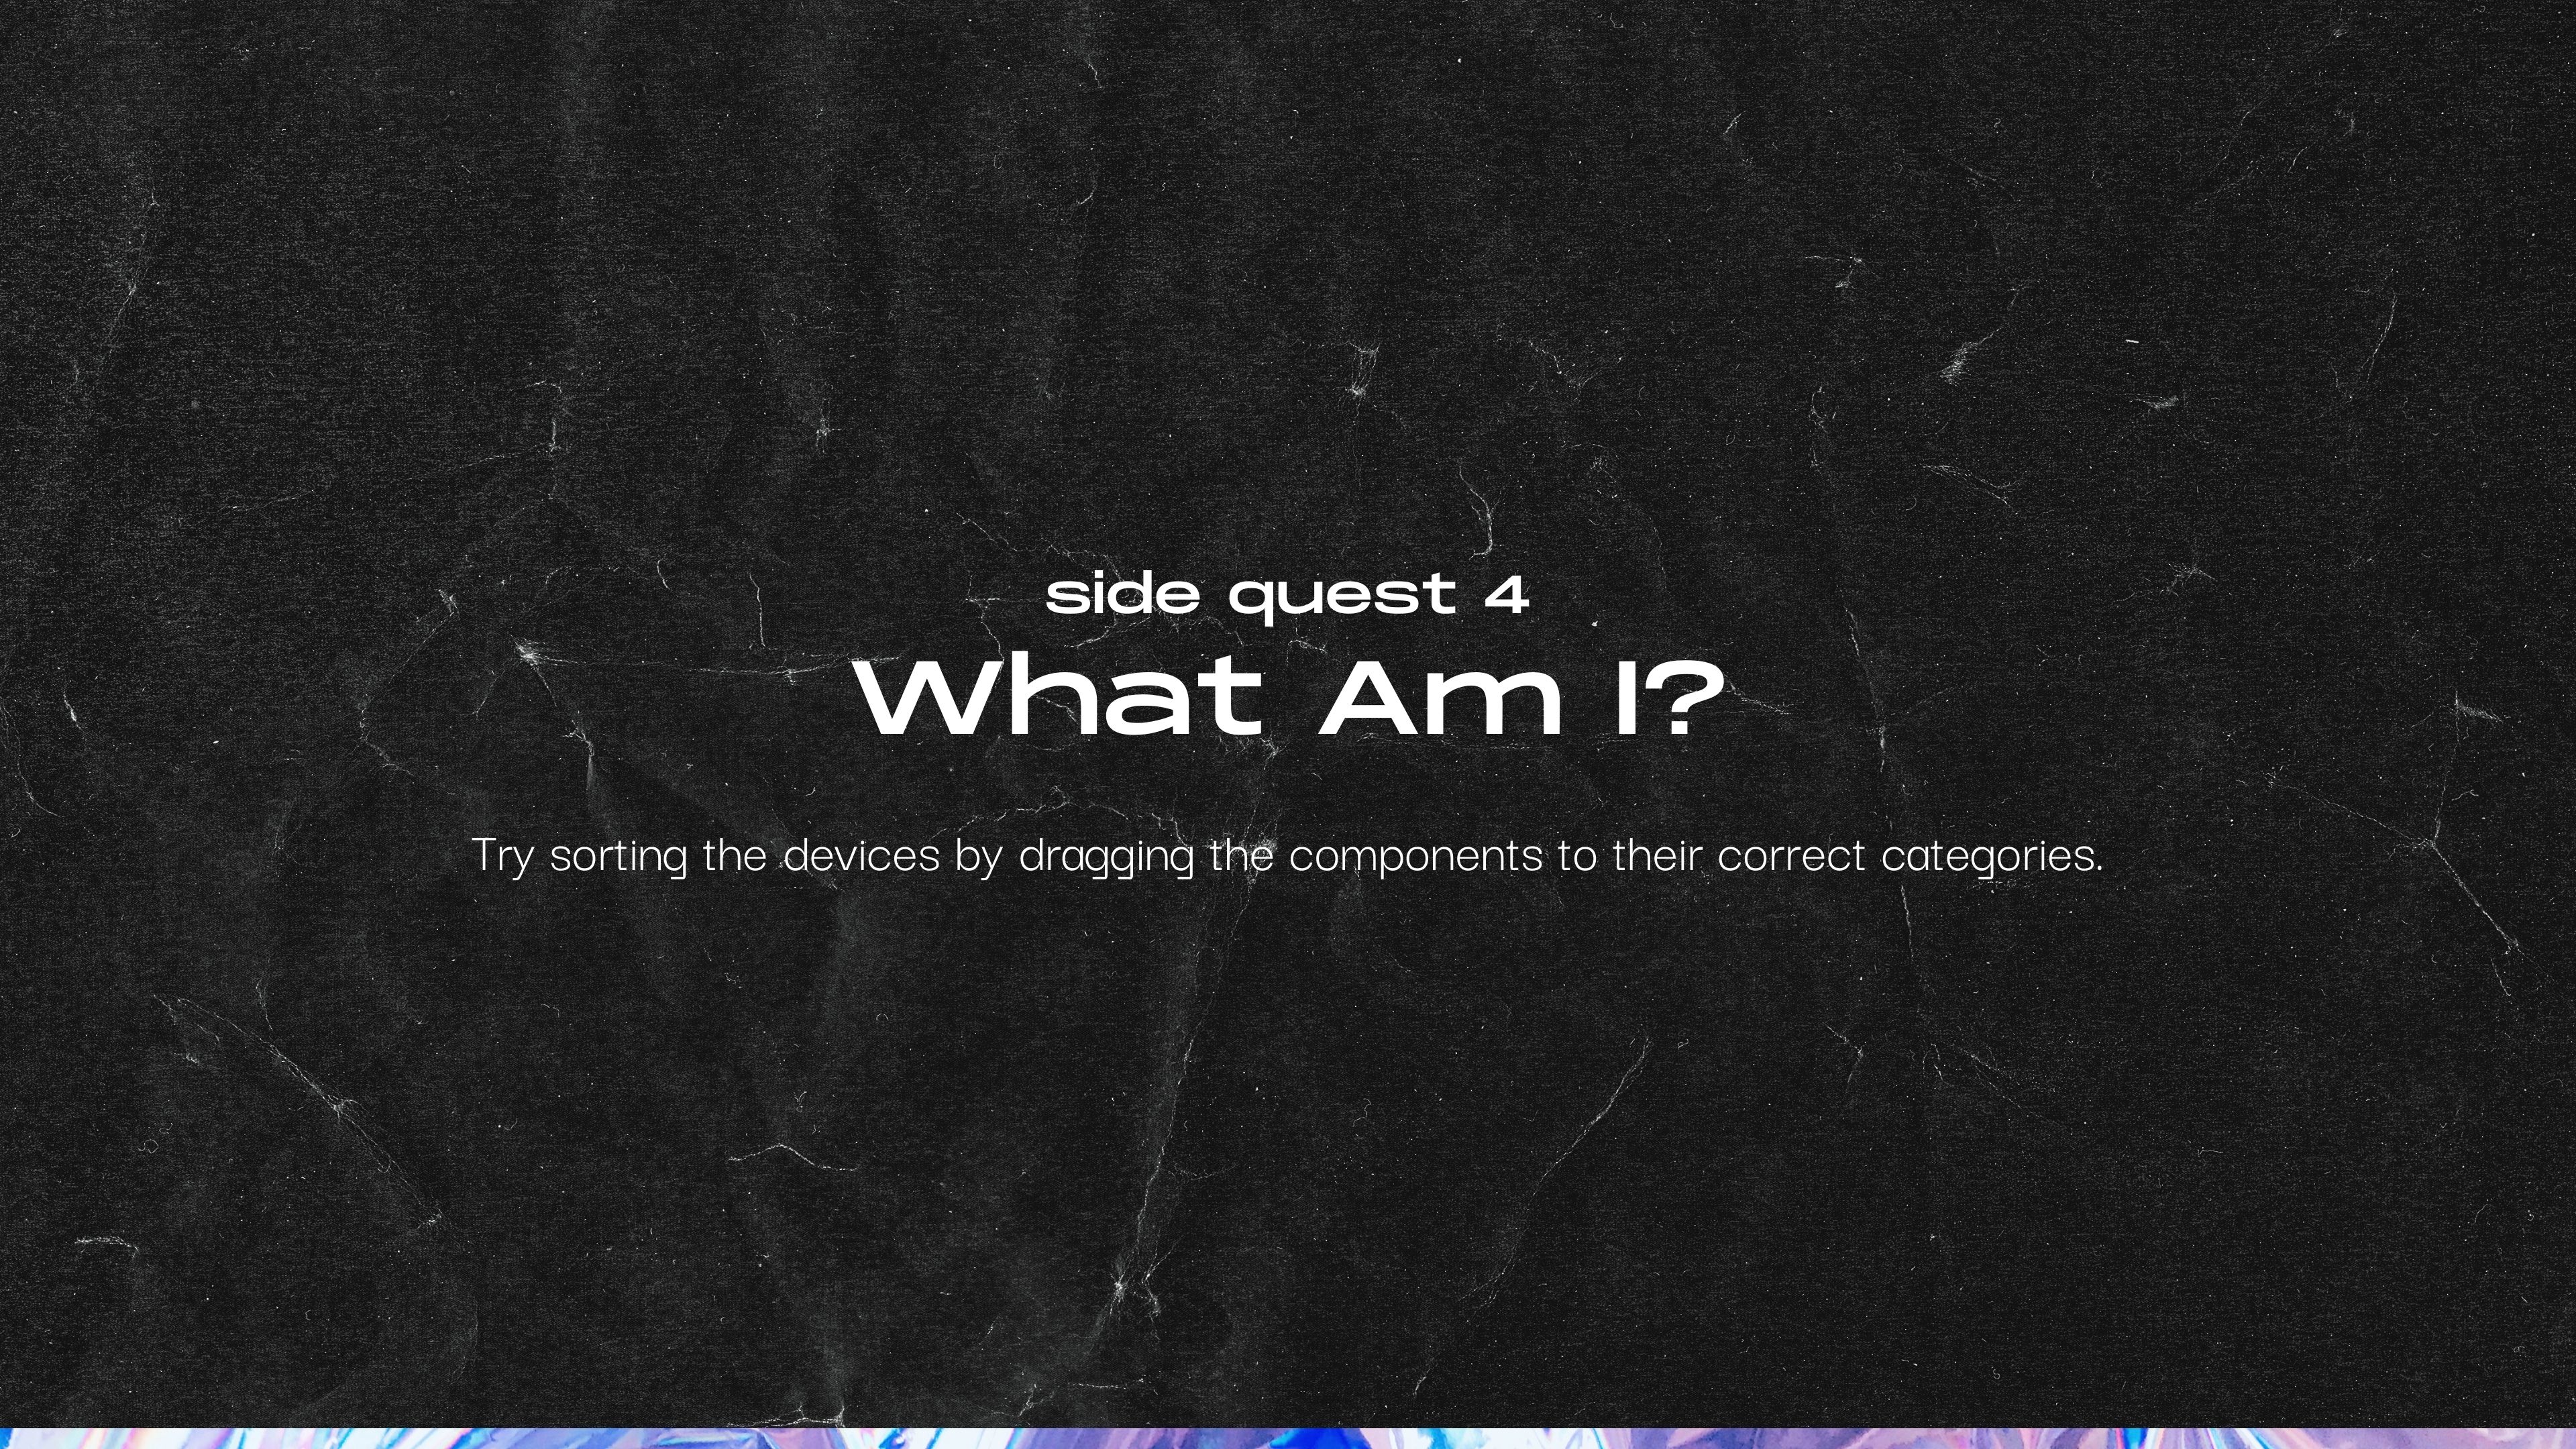 side quest 4
What Am I?
Try sorting the devices by dragging the components to their correct categories.